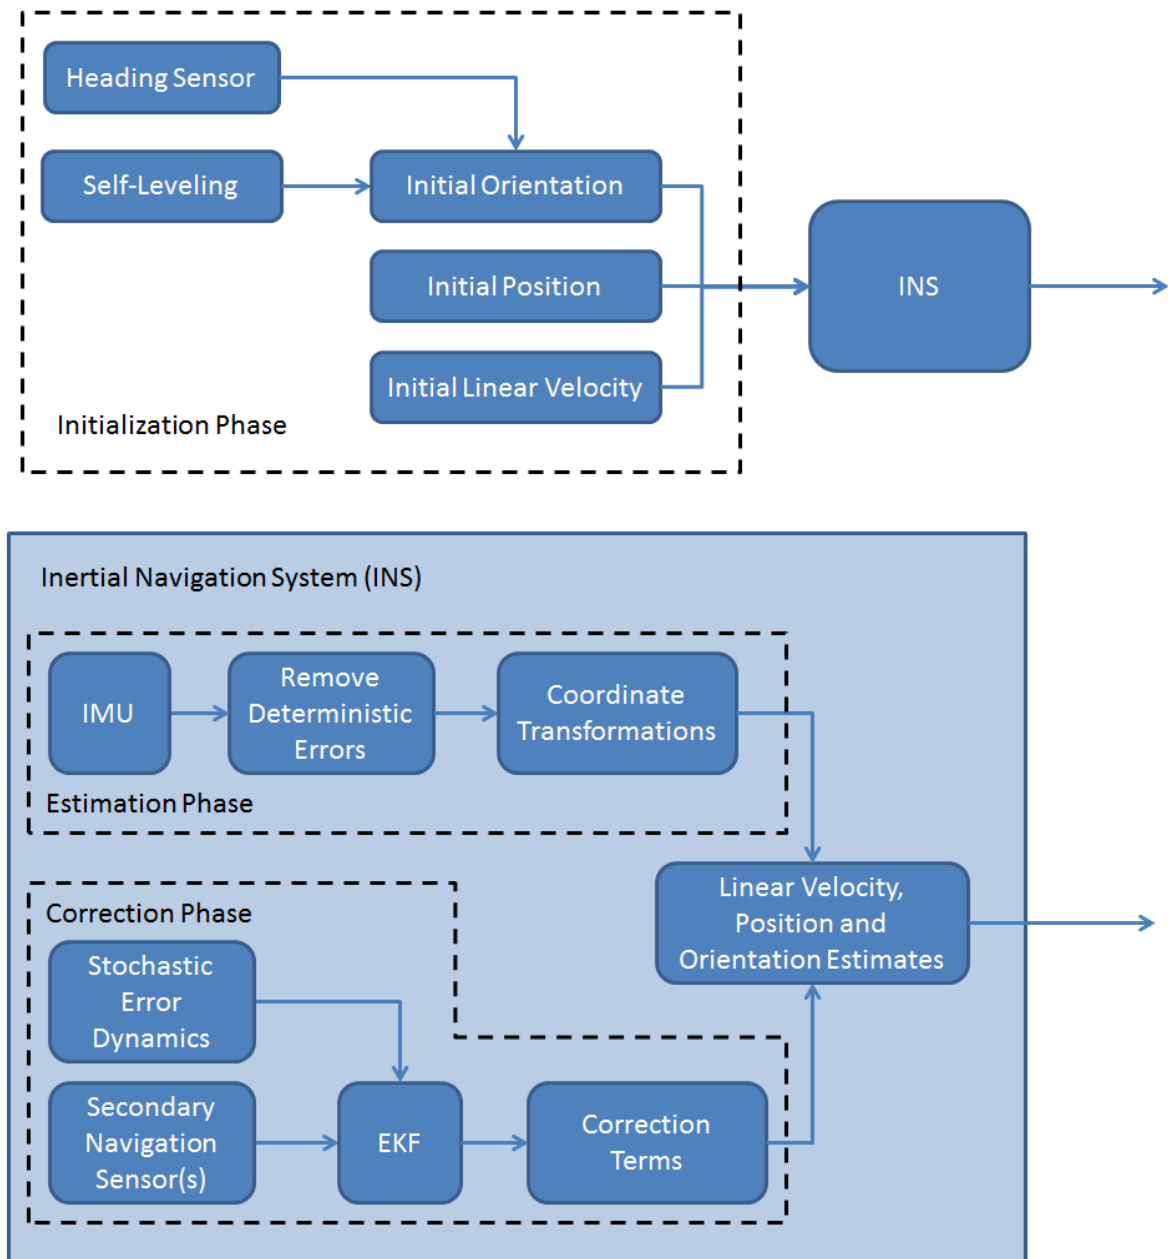 Heading Sensor
Self-Leveling
Initial Orientation
Initial Position
INS
Initial Linear Velocity
Initialization Phase
Inertial Navigation System (INS)
IMU
Remove
Deterministic
Errors
Coordinate
Transformations
Estimation Phase
Linear Velocity,
Position and
Orientation Estimates
Correction Phase
Stochastic
Error
Dynamics
Secondary
Navigation
Sensor(s)
EKF
Correction
Terms